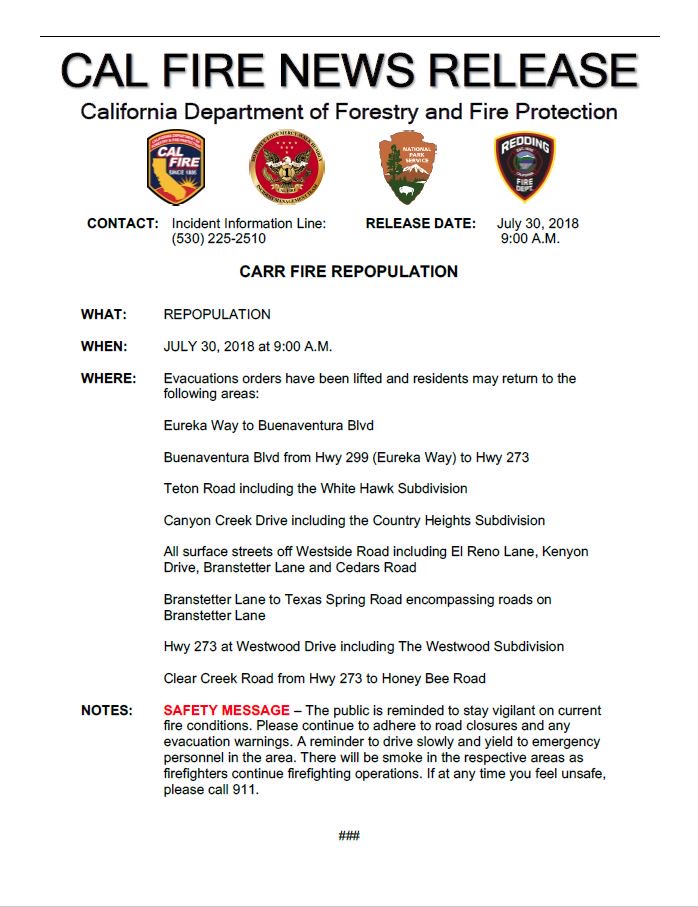 CAL FIRE NEWS RELEASE
California Department of Forestry and Fire Protection
CAL
FIRE
SINCE 1885
NATIONAL
PARK
SERVICE
REDDING
FIRE
DEPT.
CONTACT: Incident Information Line: RELEASE DATE: July 30, 2018
(530) 225-2510 9:00 A.M.
CARR FIRE REPOPULATION
WHAT: REPOPULATION
WHEN: JULY 30, 2018 at 9:00 A.M.
WHERE: Evacuations orders have been lifted and residents may return to the
following areas:
Eureka Way to Buenaventura Blvd
Buenaventura Blvd from Hwy 299 (Eureka Way) to Hwy 273
Teton Road including the White Hawk Subdivision
Canyon Creek Drive including the Country Heights Subdivision
All surface streets off Westside Road including El Reno Lane, Kenyon
Drive, Branstetter Lane and Cedars Road
Branstetter Lane to Texas Spring Road encompassing roads on
Branstetter Lane
Hwy 273 at Westwood Drive including The Westwood Subdivision
Clear Creek Road from Hwy 273 to Honey Bee Road
NOTES: SAFETY MESSAGE – The public is reminded to stay vigilant on current
fire conditions. Please continue to adhere to road closures and any
evacuation warnings. A reminder to drive slowly and yield to emergency
personnel in the area. There will be smoke in the respective areas as
firefighters continue firefighting operations. If at any time you feel unsafe,
please call 911.
###